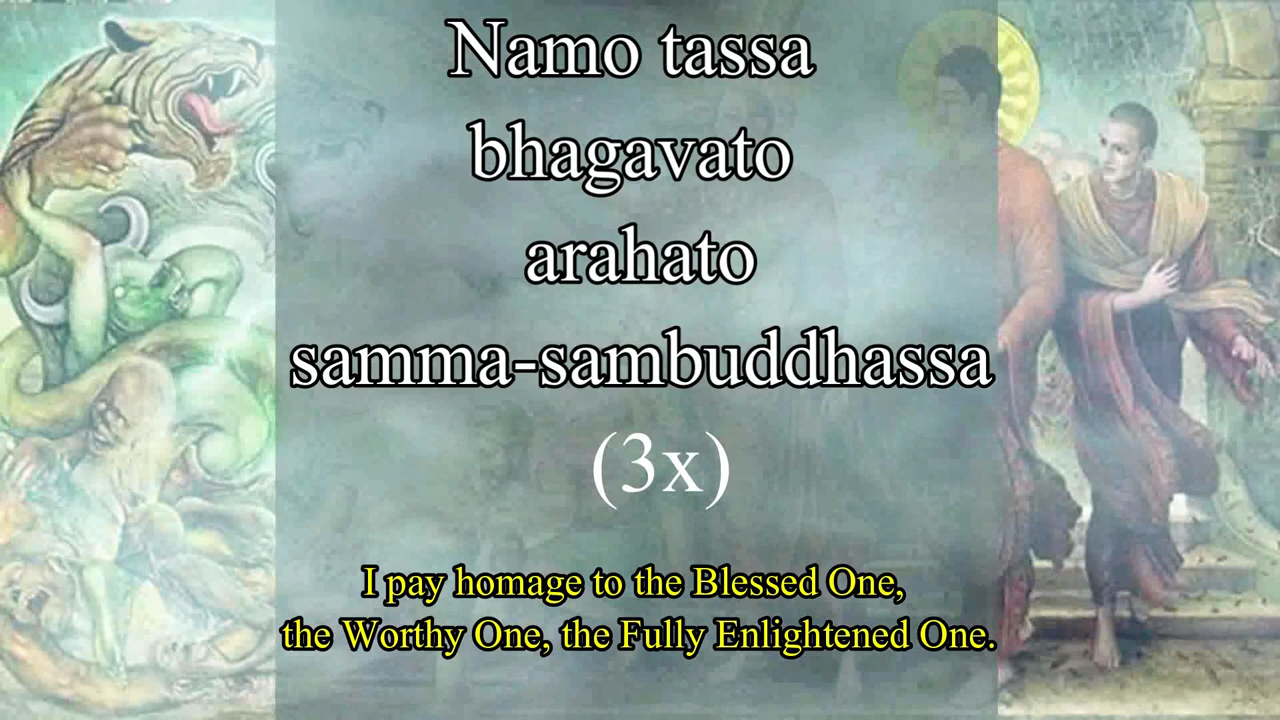 Namo tassa
bhagavato
arahato
samma-sambuddhassa
(3x)
I pay homage to the Blessed One,
the Worthy One, the Fully Enlightened One.